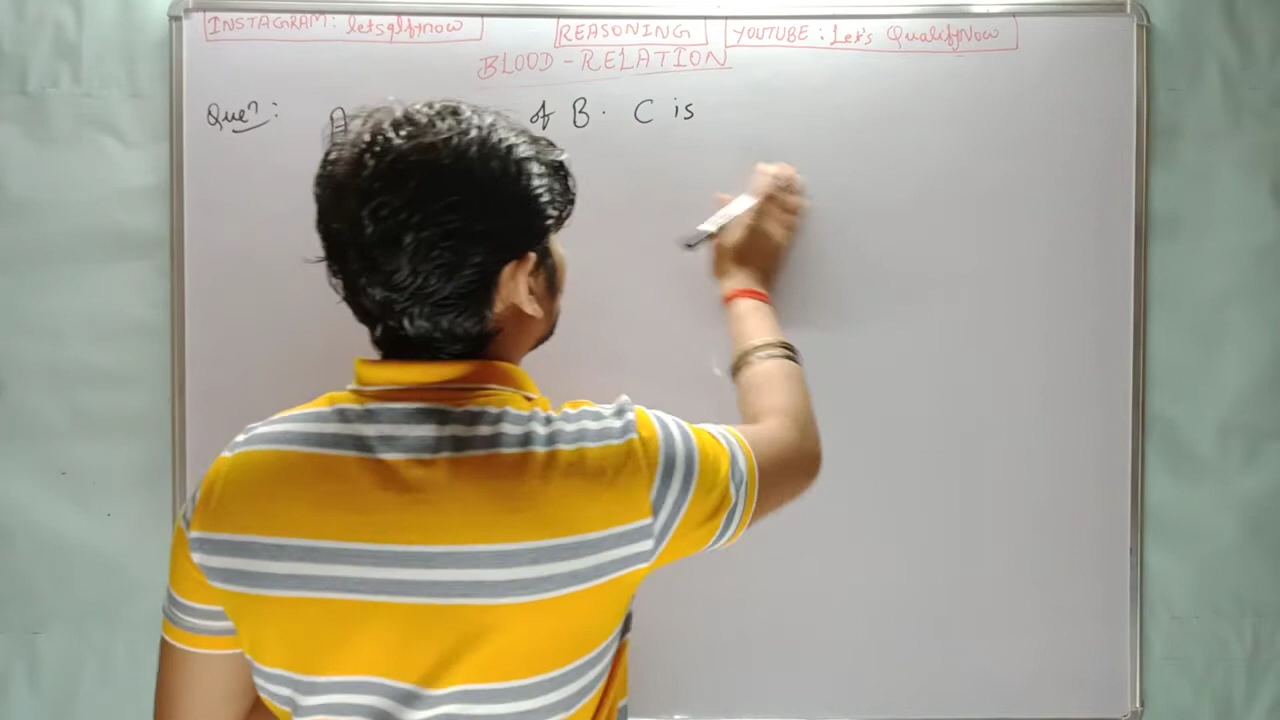 INSTAGRAM: letsqlfynow REASONING YOUTUBE : Let's QualifyNow
BLOOD-RELATION
Queⁿ: A of B. C is